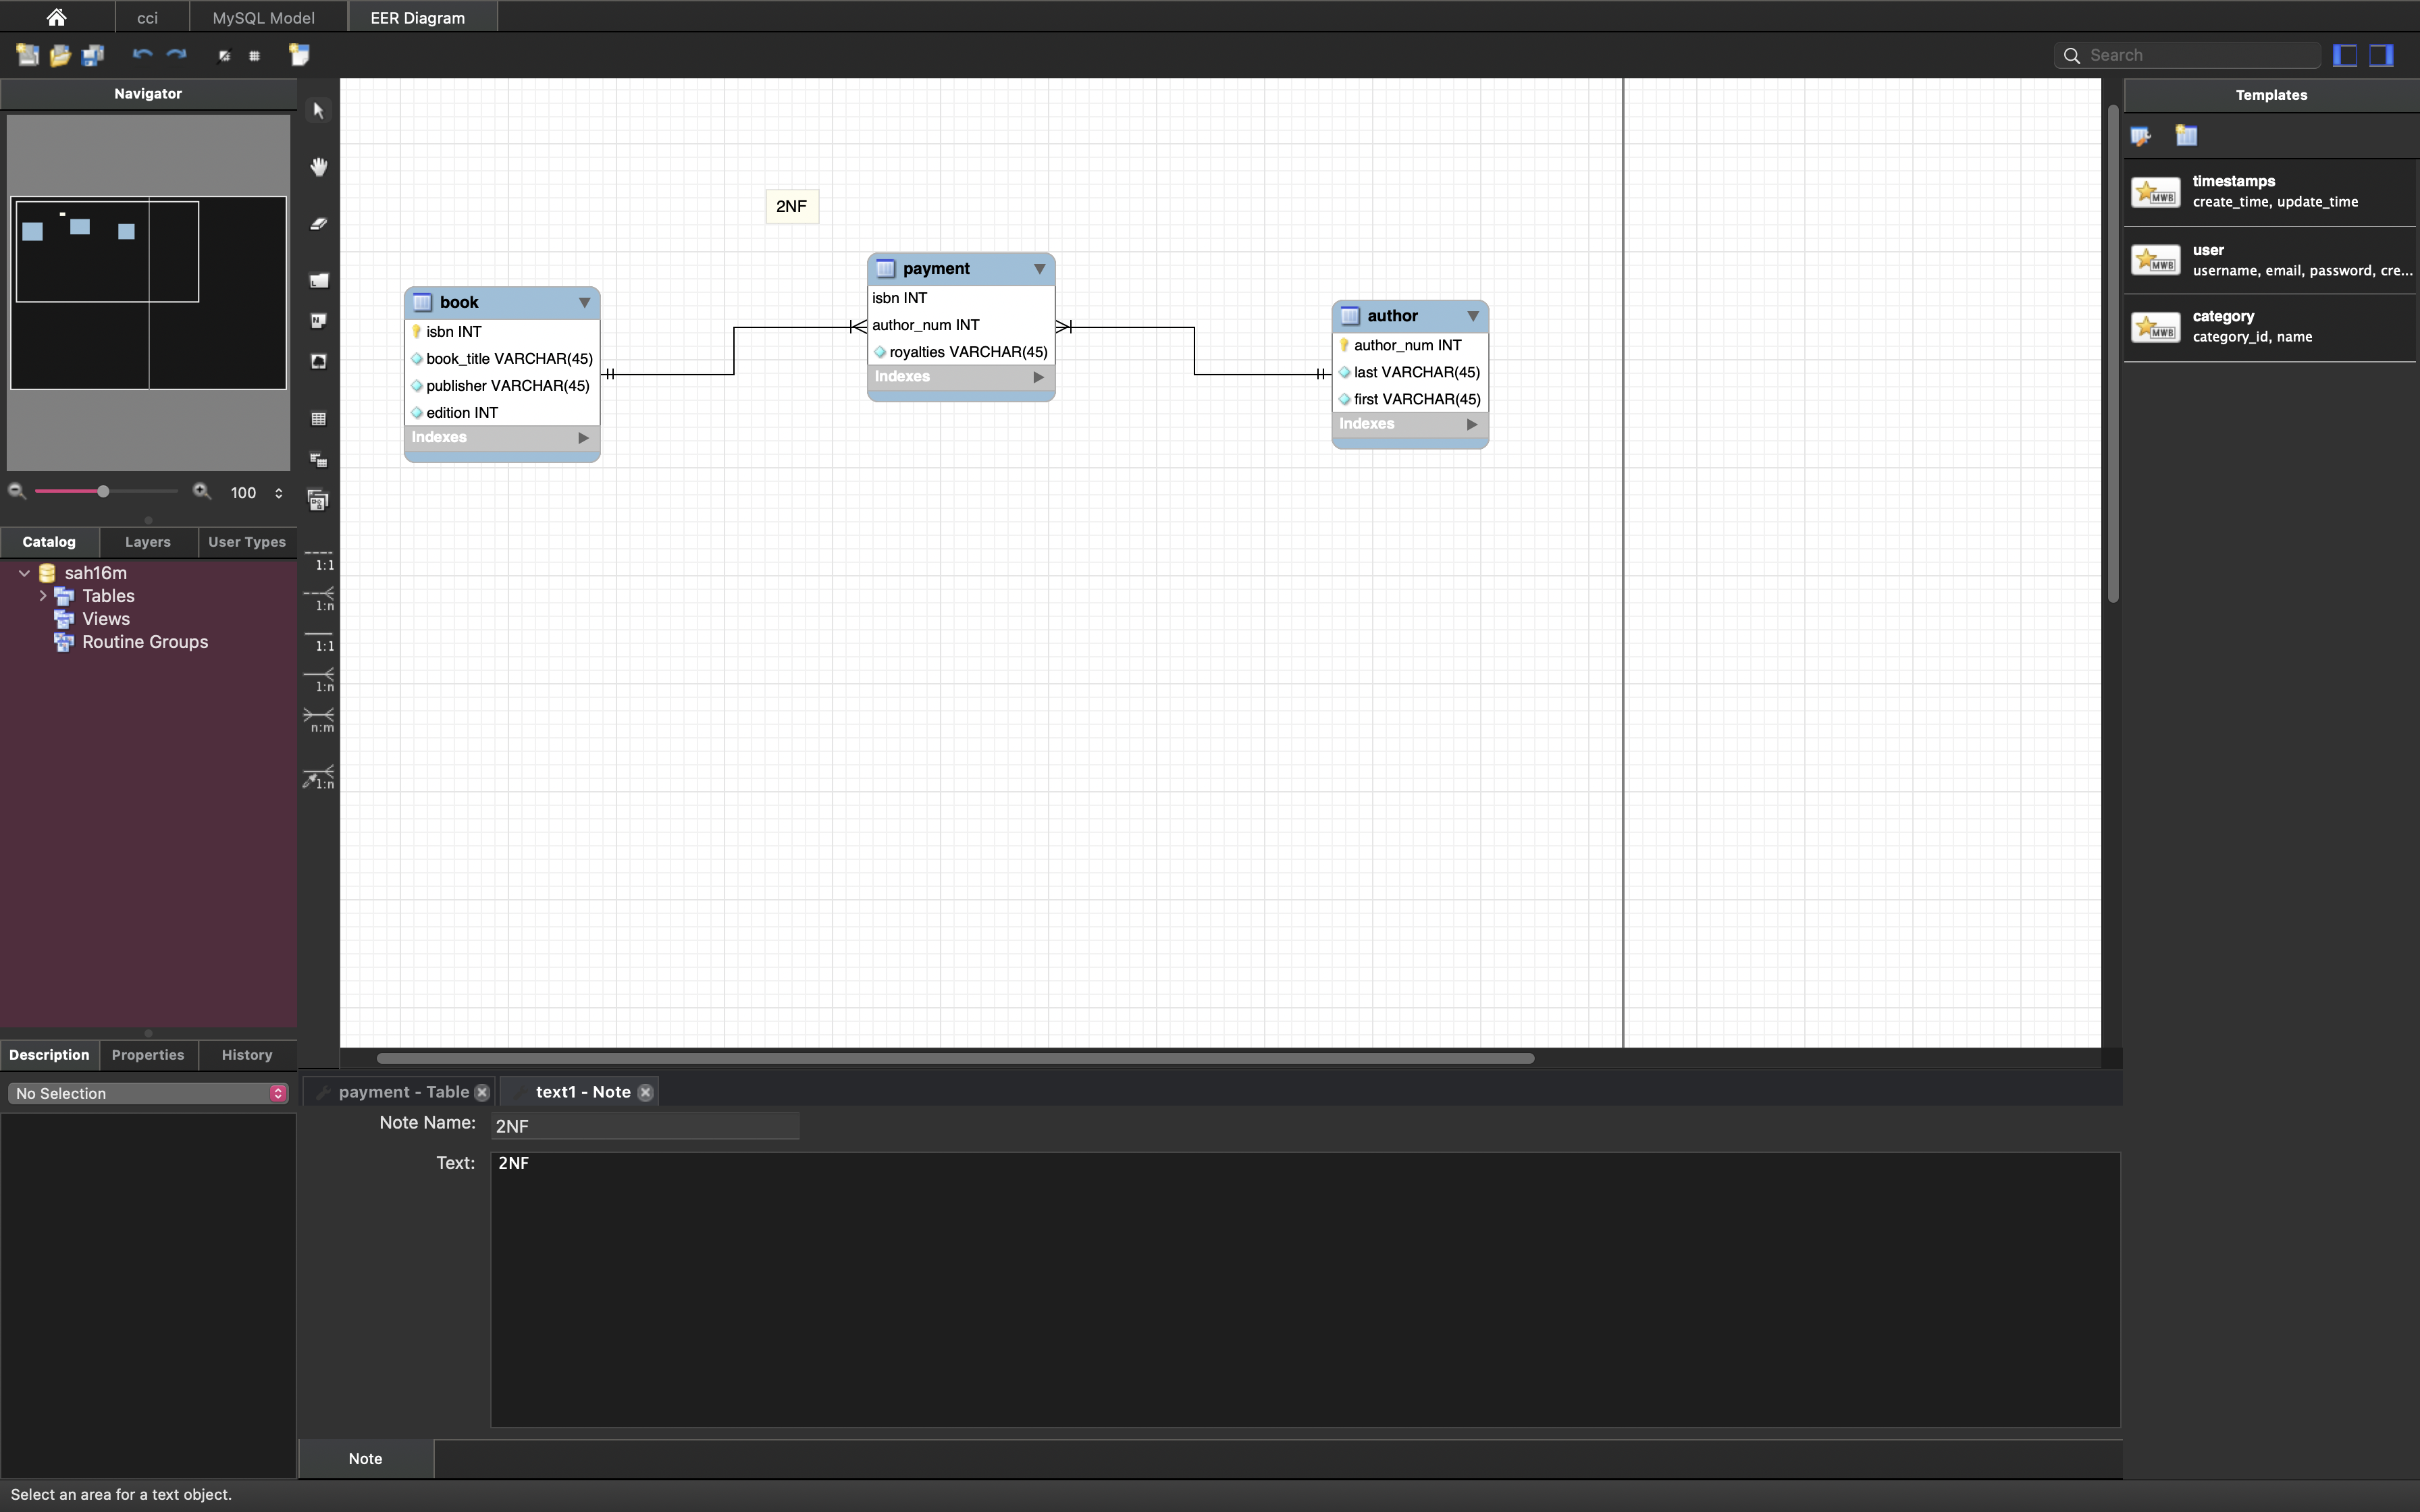 cci
MySQL Model
EER Diagram
Search
Navigator
100
Catalog
Layers
User Types
sah16m
Tables
Views
Routine Groups
Description
Properties
History
No Selection
1:1
1:n
1:1
1:n
n:m
1:n
2NF
book
isbn INT
book_title VARCHAR(45)
publisher VARCHAR(45)
edition INT
Indexes
payment
isbn INT
author_num INT
royalties VARCHAR(45)
Indexes
author
author_num INT
last VARCHAR(45)
first VARCHAR(45)
Indexes
Templates
MWB
timestamps
create_time, update_time
MWB
user
username, email, password, cre...
MWB
category
category_id, name
payment - Table
text1 - Note
Note Name: 2NF
Text: 2NF
Note
Select an area for a text object.